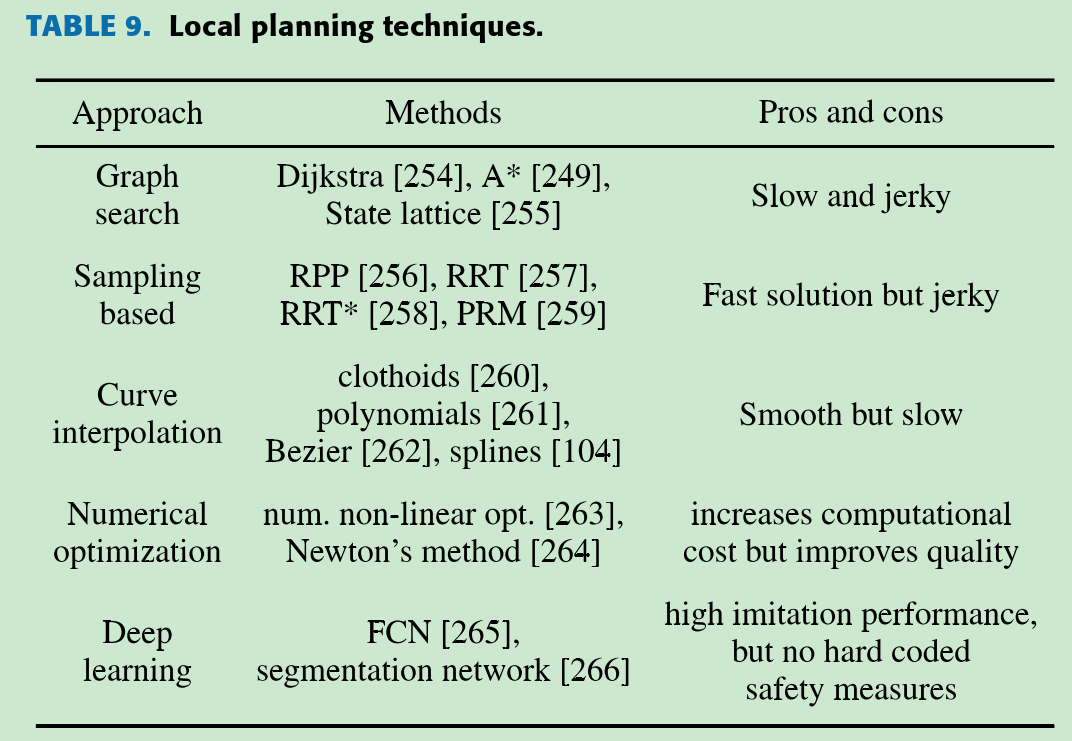 TABLE 9. Local planning techniques.
Approach Methods Pros and cons
Graph
search
Dijkstra [254], A* [249],
State lattice [255]
Slow and jerky
Sampling
based
RPP [256], RRT [257],
RRT* [258], PRM [259]
Fast solution but jerky
Curve
interpolation
clothoids [260],
polynomials [261],
Bezier [262], splines [104]
Smooth but slow
Numerical
optimization
num. non-linear opt. [263],
Newton's method [264]
increases computational
cost but improves quality
Deep
learning
FCN [265],
segmentation network [266]
high imitation performance,
but no hard coded
safety measures